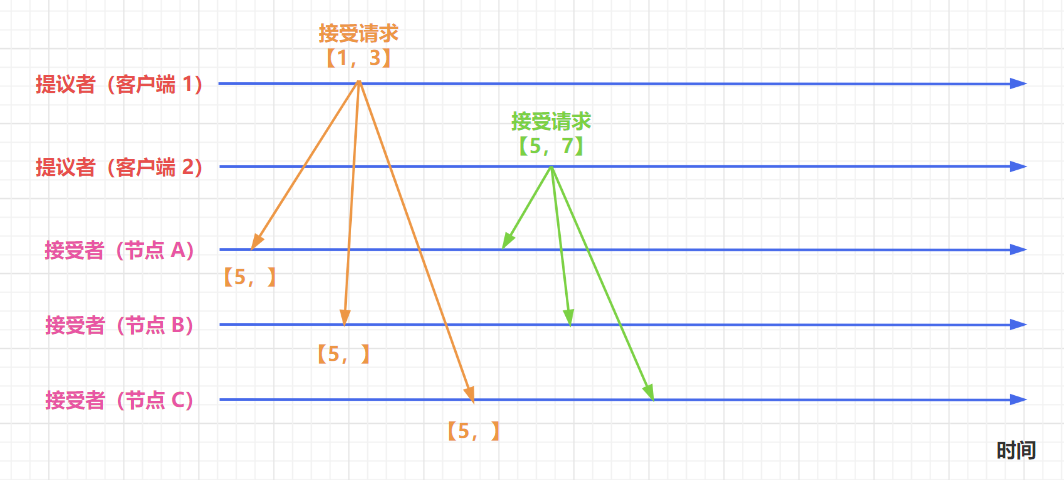 接受请求
【1，3】
提议者（客户端 1）
接受请求
【5，7】
提议者（客户端 2）
接受者（节点 A）
【5，】
接受者（节点 B）
【5，】
接受者（节点 C）
【5，】
时间